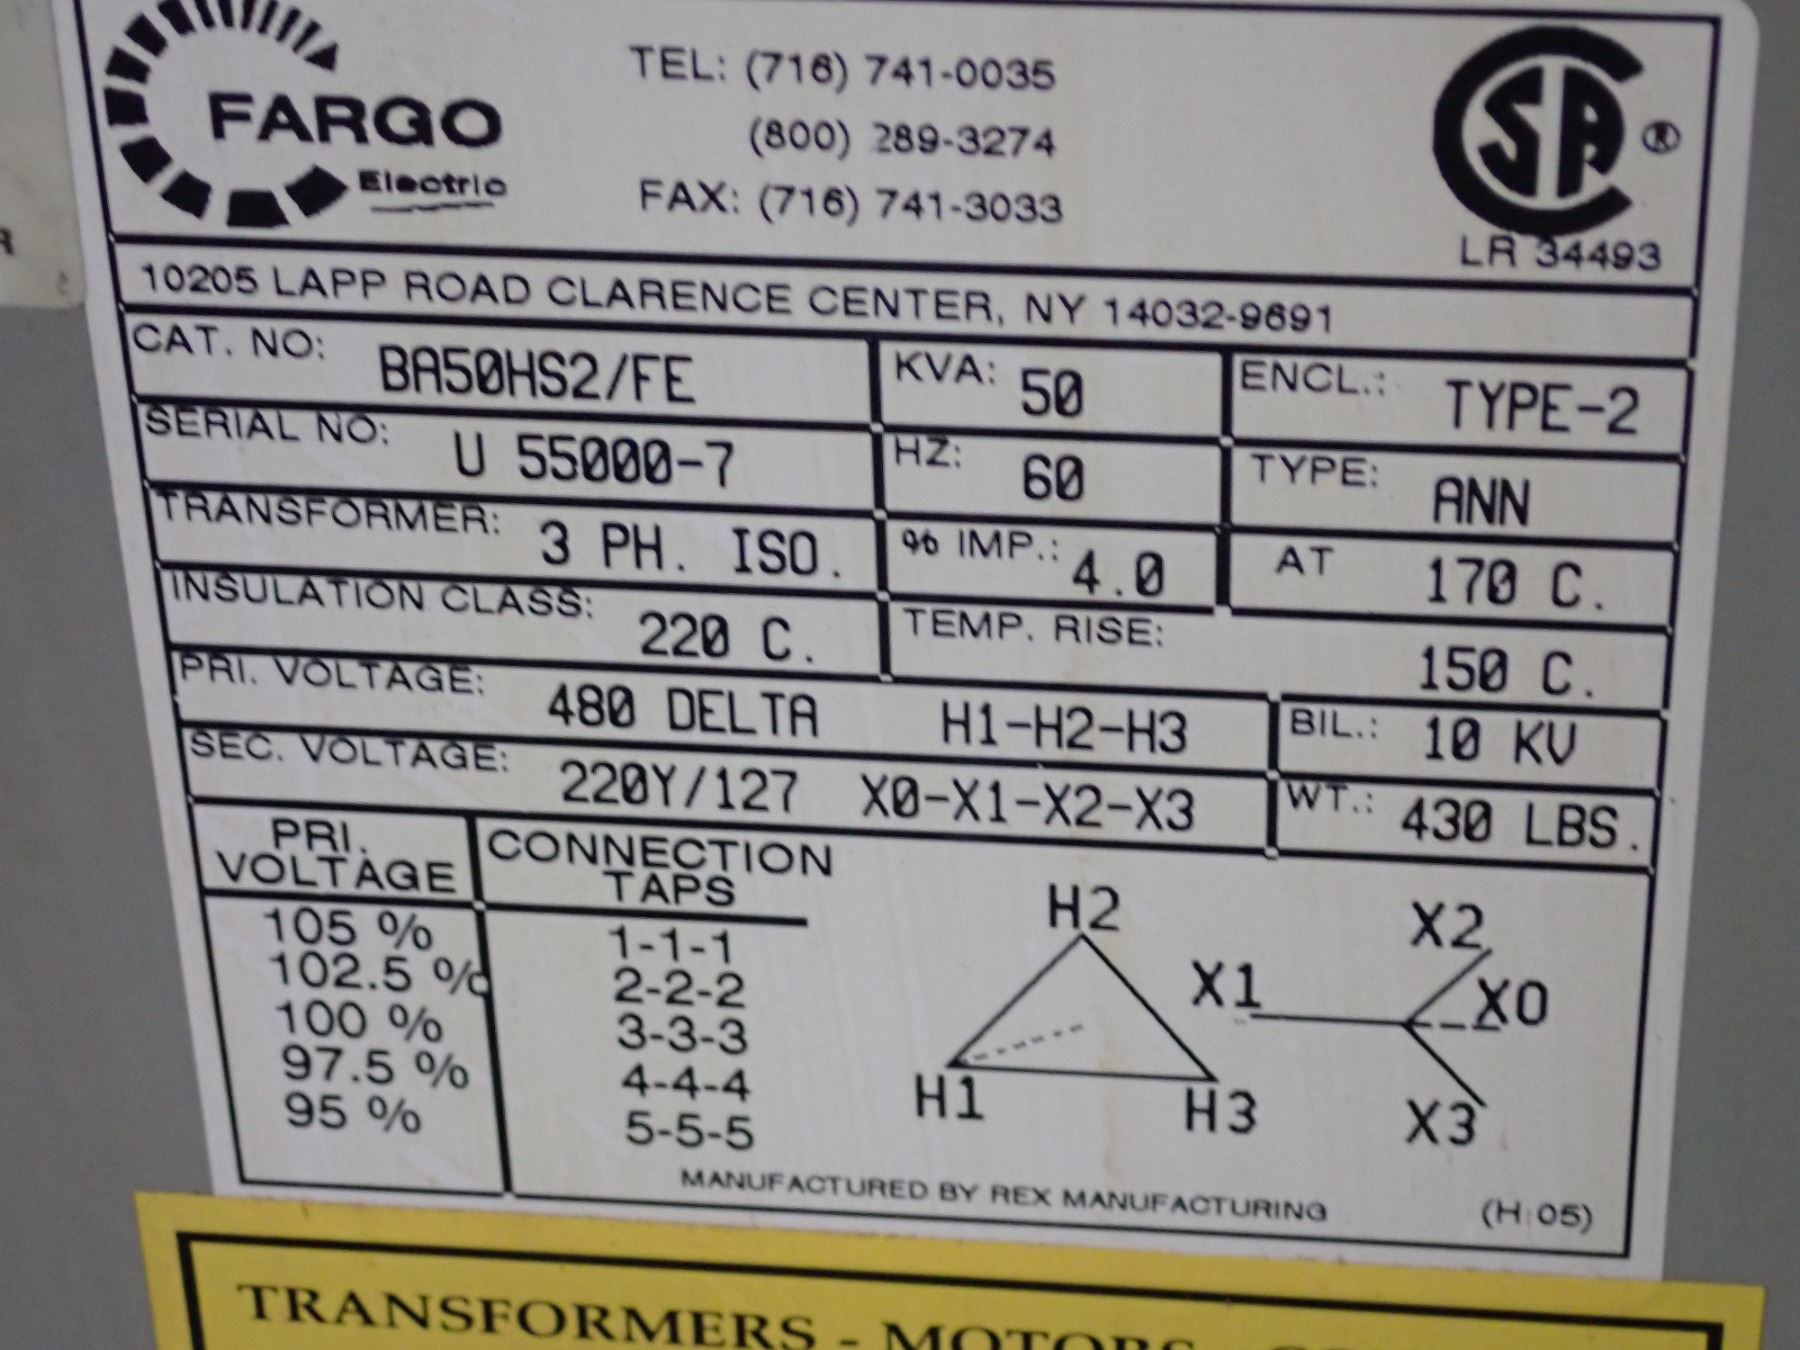 FARGO
Electric
TEL: (716) 741-0035
(800) 289-3274
FAX: (716) 741-3033
CSA ®
LR 34493
10205 LAPP ROAD CLARENCE CENTER, NY 14032-9691
CAT. NO: BA50HS2/FE KVA: 50 ENCL.: TYPE-2
SERIAL NO: U 55000-7 HZ: 60 TYPE: ANN
TRANSFORMER: 3 PH. ISO. % IMP.: 4.0 AT 170 C.
INSULATION CLASS: 220 C. TEMP. RISE: 150 C.
PRI. VOLTAGE: 480 DELTA H1-H2-H3 BIL.: 10 KV
SEC. VOLTAGE: 220Y/127 X0-X1-X2-X3 WT.: 430 LBS.
PRI. VOLTAGE CONNECTION TAPS
105 % 1-1-1
102.5 % 2-2-2
100 % 3-3-3
97.5 % 4-4-4
95 % 5-5-5
H2
H1 H3
X2
X1 X0
X3
MANUFACTURED BY REX MANUFACTURING (H 05)
TRANSFORMERS - MOTORS